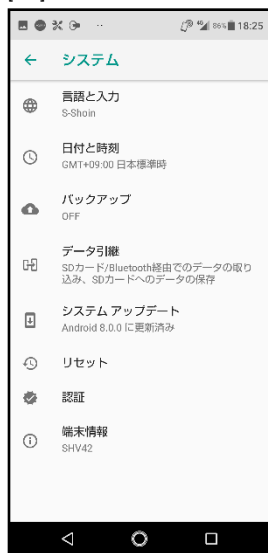 86% 18:25
システム
言語と入力
S-Shoin
日付と時刻
GMT+09:00 日本標準時
バックアップ
OFF
データ引継
SDカード/Bluetooth経由でのデータの取り
込み、SDカードへのデータの保存
システム アップデート
Android 8.0.0 に更新済み
リセット
認証
端末情報
SHV42